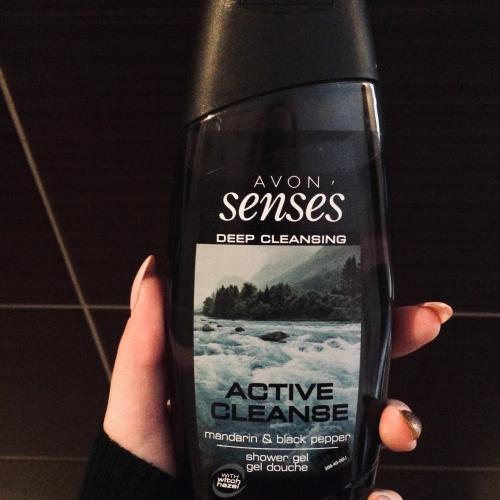 AVON
senses
DEEP CLEANSING
ACTIVE
CLEANSE
mandarin & black pepper
shower gel
gel douche
WITH
witch
hazel